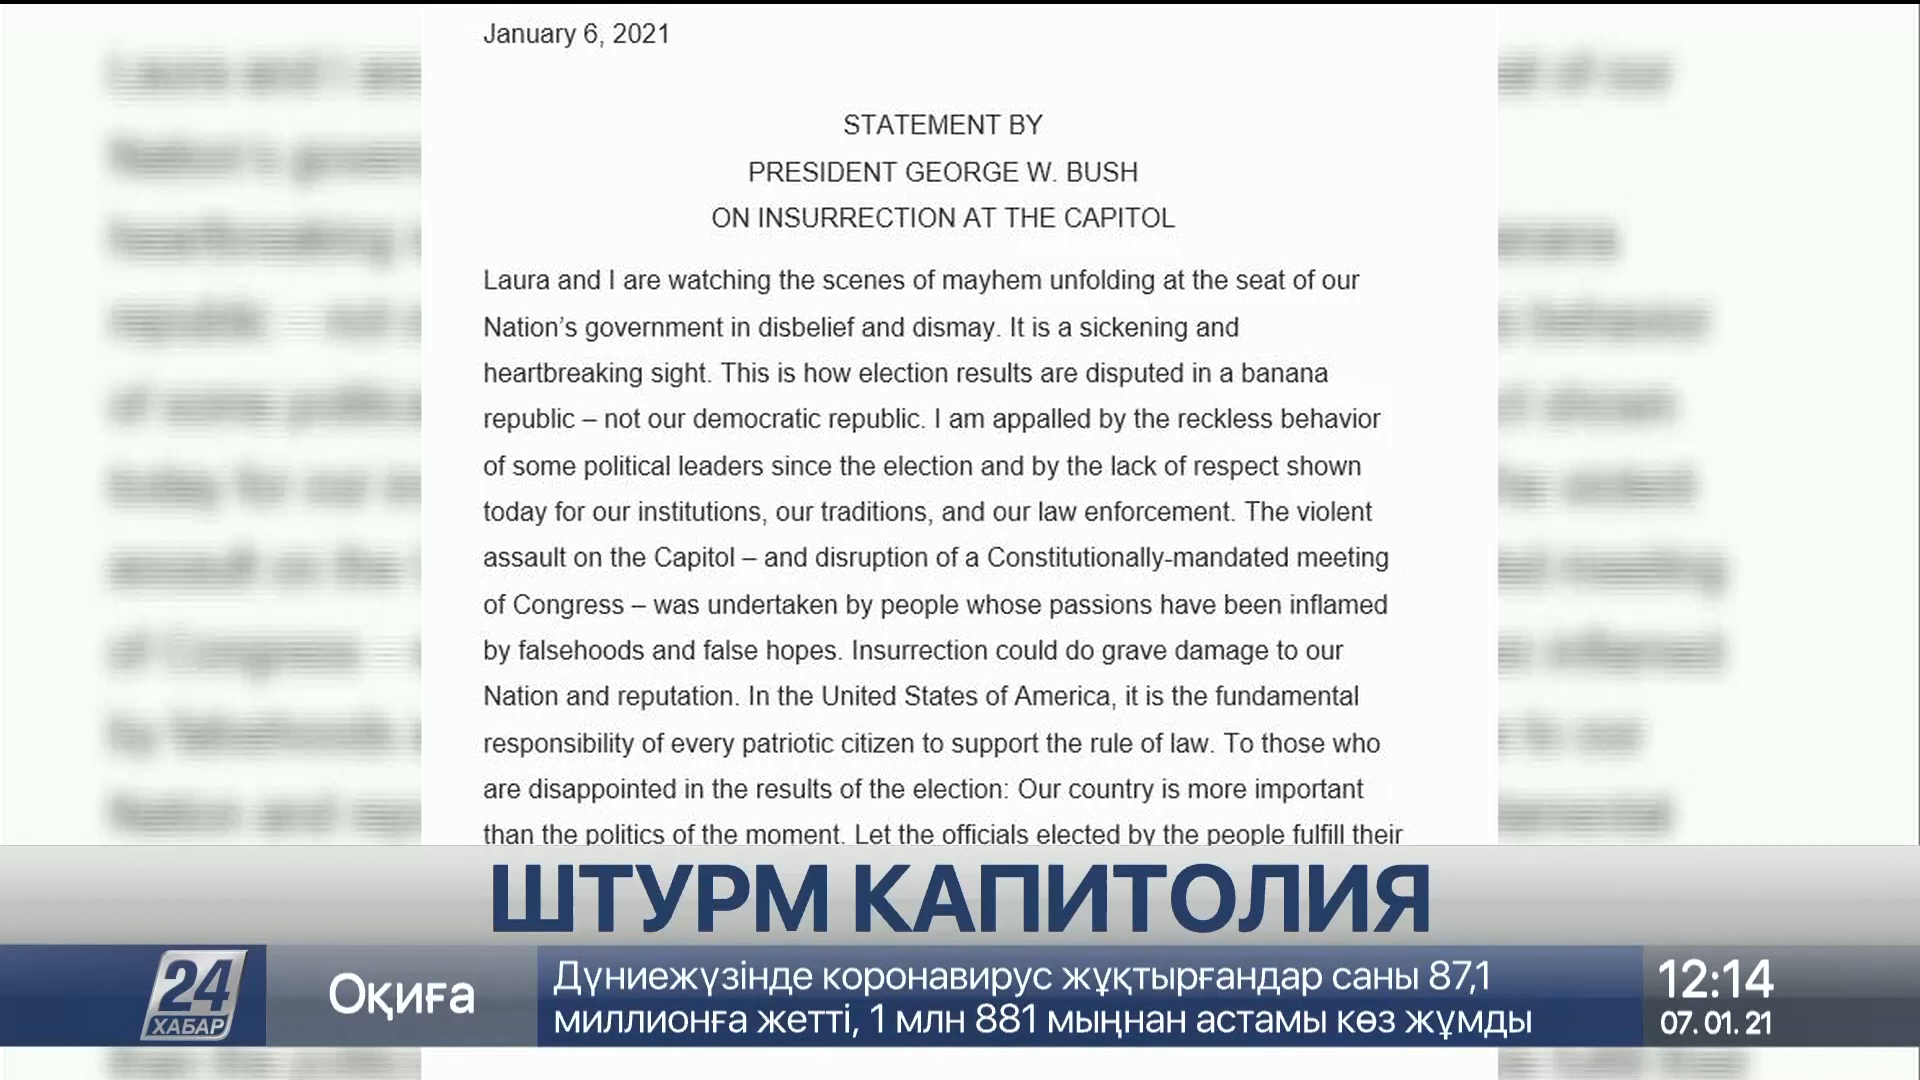 January 6, 2021
STATEMENT BY
PRESIDENT GEORGE W. BUSH
ON INSURRECTION AT THE CAPITOL
Laura and I are watching the scenes of mayhem unfolding at the seat of our
Nation’s government in disbelief and dismay. It is a sickening and
heartbreaking sight. This is how election results are disputed in a banana
republic – not our democratic republic. I am appalled by the reckless behavior
of some political leaders since the election and by the lack of respect shown
today for our institutions, our traditions, and our law enforcement. The violent
assault on the Capitol – and disruption of a Constitutionally-mandated meeting
of Congress – was undertaken by people whose passions have been inflamed
by falsehoods and false hopes. Insurrection could do grave damage to our
Nation and reputation. In the United States of America, it is the fundamental
responsibility of every patriotic citizen to support the rule of law. To those who
are disappointed in the results of the election: Our country is more important
than the politics of the moment. Let the officials elected by the people fulfill their
ШТУРМ КАПИТОЛИЯ
24
ХАБАР
Оқиға
Дүниежүзінде коронавирус жұқтырғандар саны 87,1
миллионға жетті, 1 млн 881 мыңнан астамы көз жұмды
12:14
07. 01. 21